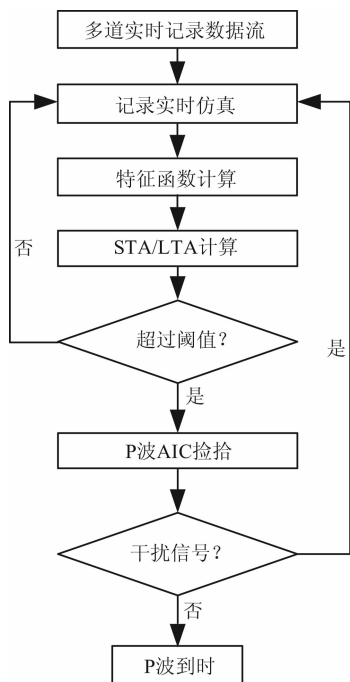 多道实时记录数据流
记录实时仿真
特征函数计算
STA/LTA计算
否
超过阈值?
是
是
P波AIC捡拾
干扰信号?
否
P波到时